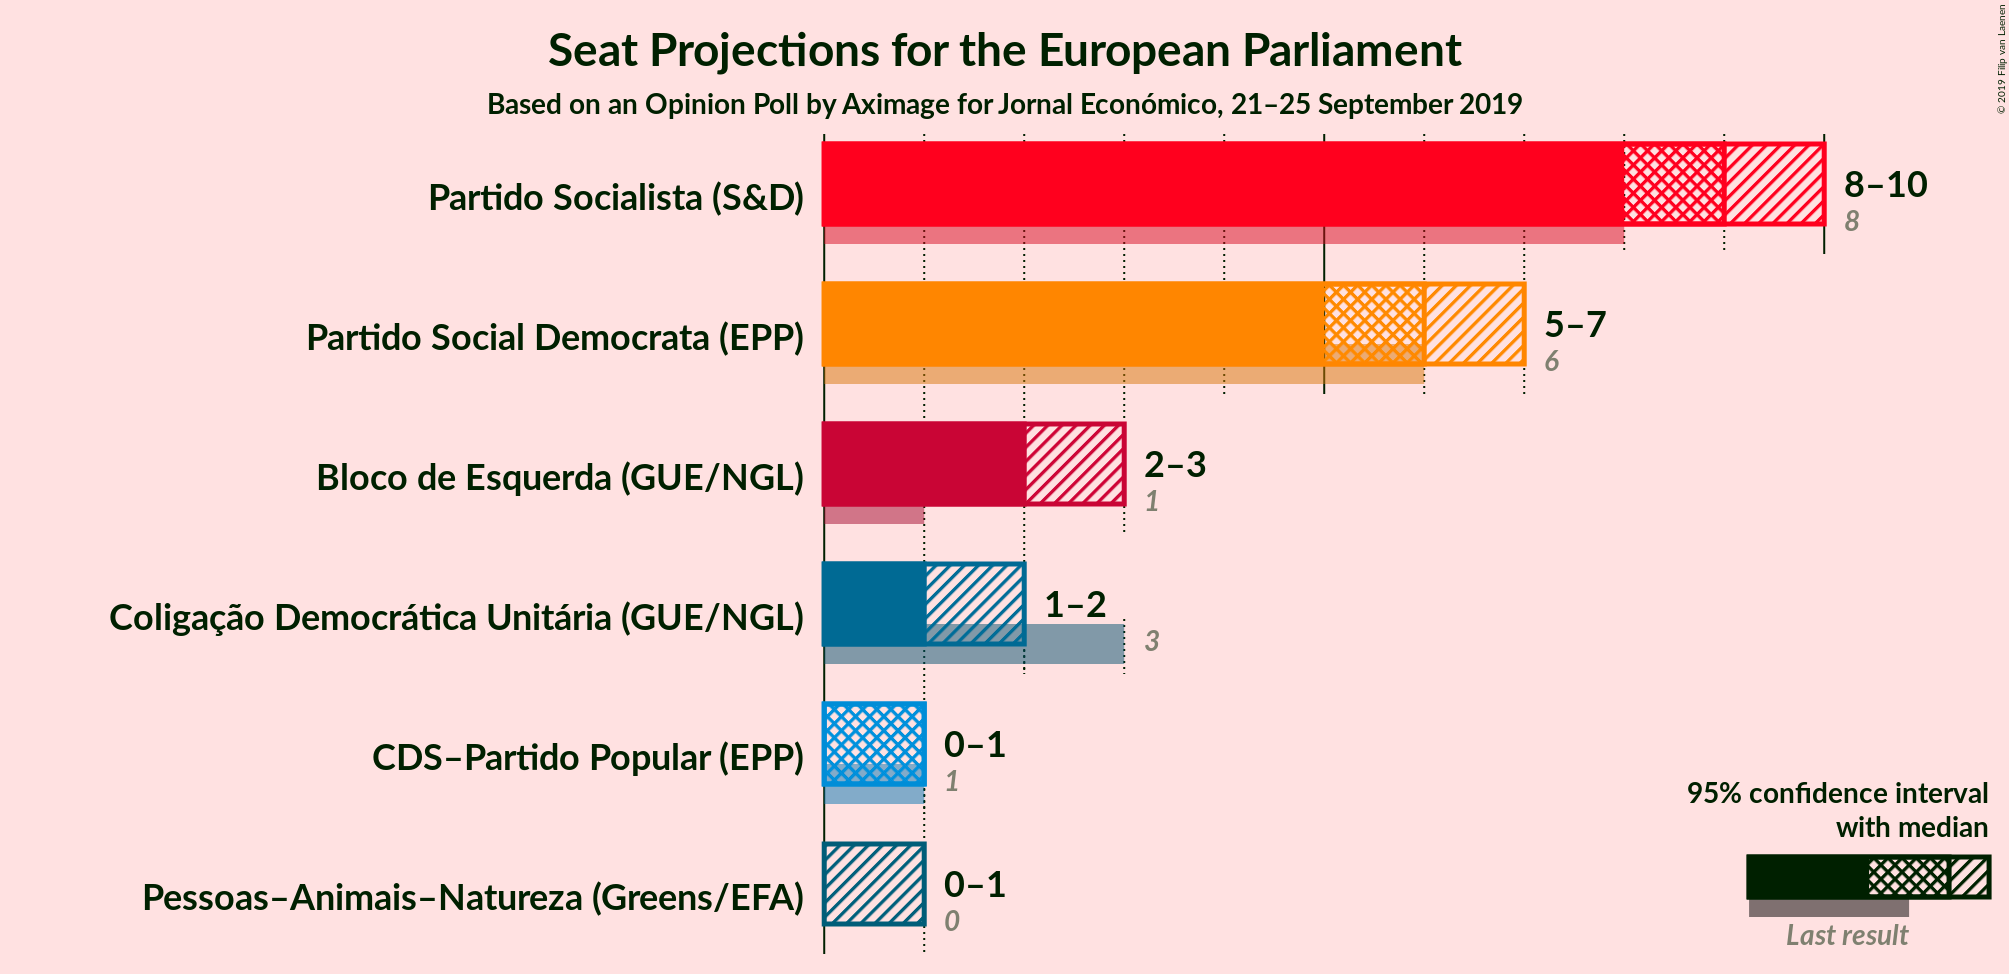 Seat Projections for the European Parliament
Based on an Opinion Poll by Aximage for Jornal Económico, 21–25 September 2019
© 2019 Filip van Laenen
Partido Socialista (S&D)
8–10
8
Partido Social Democrata (EPP)
5–7
6
Bloco de Esquerda (GUE/NGL)
2–3
1
Coligação Democrática Unitária (GUE/NGL)
1–2
3
CDS–Partido Popular (EPP)
0–1
1
Pessoas–Animais–Natureza (Greens/EFA)
0–1
0
95% confidence interval
with median
Last result